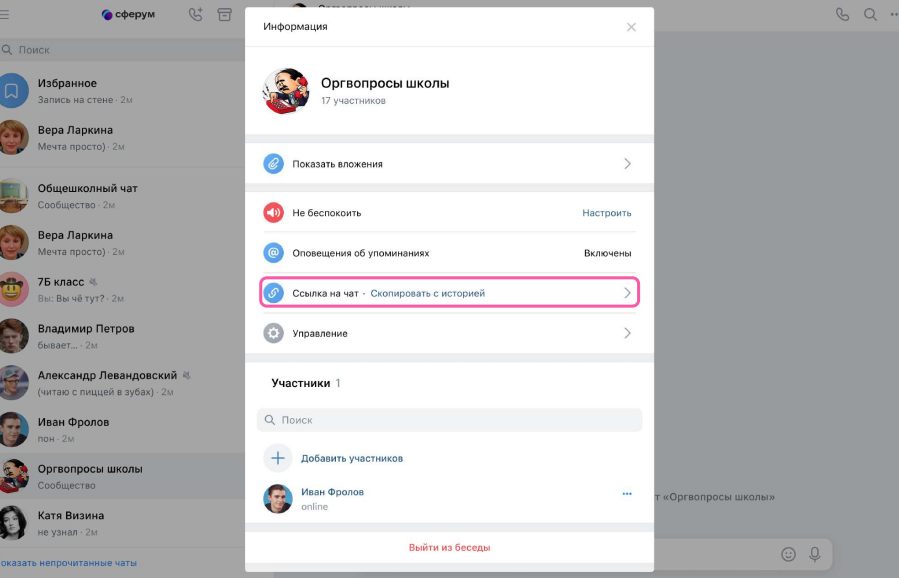 сферум
Поиск
Избранное
Запись на стене · 2м
Вера Ларкина
Мечта просто) · 2м
Общешкольный чат
Сообщество · 2м
Вера Ларкина
Мечта просто) · 2м
7Б класс
Вы: Вы чё тут? · 2м
Владимир Петров
бывает... · 2м
Александр Левандовский
(читаю с пиццей в зубах) · 2м
Иван Фролов
пон · 2м
Оргвопросы школы
Сообщество
Катя Визина
не узнал · 2м
оказать непрочитанные чаты
Информация
Оргвопросы школы
17 участников
Показать вложения
Не беспокоить Настроить
Оповещения об упоминаниях Включены
Ссылка на чат · Скопировать с историей
Управление
Участники 1
Поиск
Добавить участников
Иван Фролов
online
Выйти из беседы
т «Оргвопросы школы»